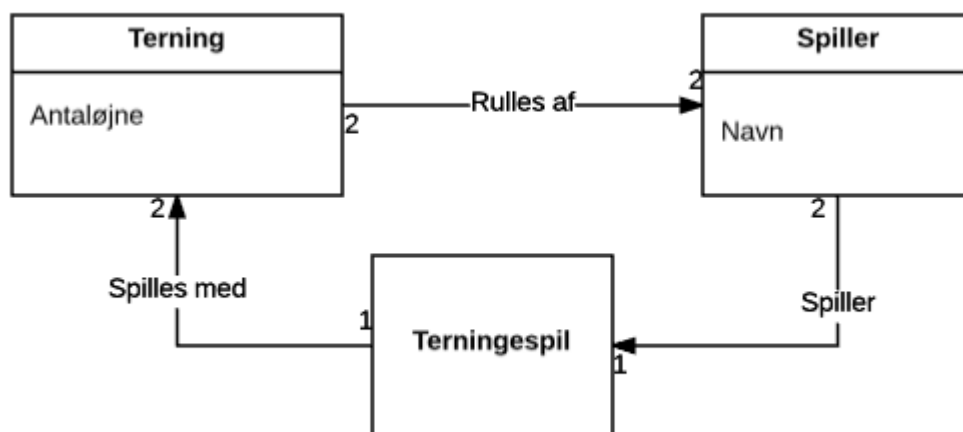 Terning
Spiller
Antaløjne
2
Rulles af
2
Navn
2
2
Spilles med
Spiller
1
Terningespil
1